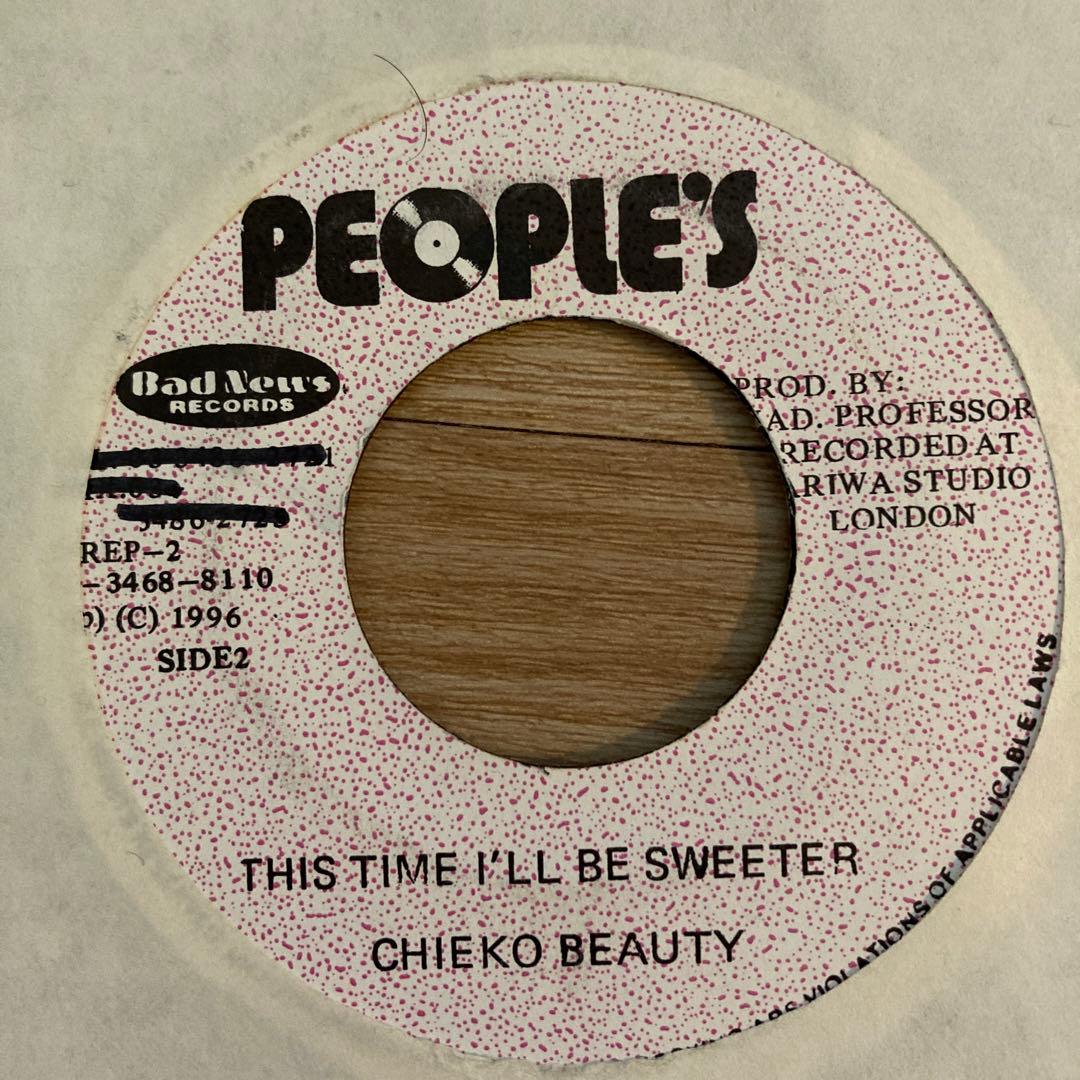 PEOPLE'S
Bad News
RECORDS
PROD. BY:
AD. PROFESSOR
RECORDED AT
ARIWA STUDIO
LONDON
REP-2
-3468-8110
p) (C) 1996
SIDE2
THIS TIME I'LL BE SWEETER
CHIEKO BEAUTY
VIOLATIONS OF APPLICABLE LAWS